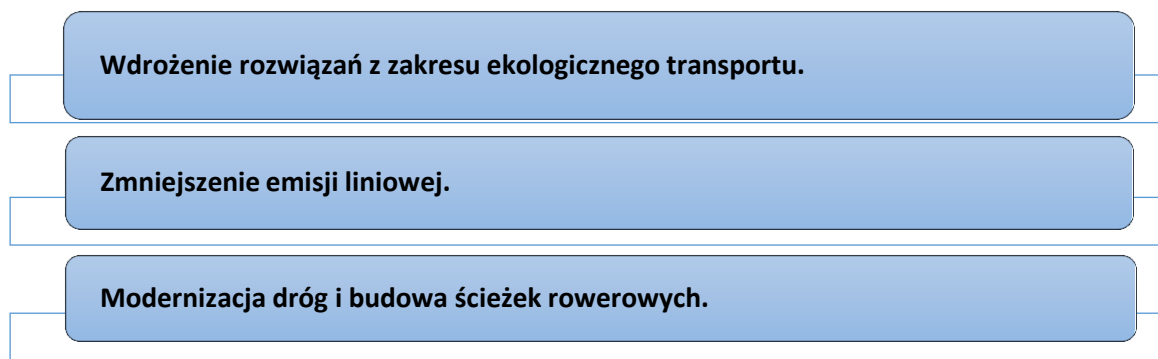 Wdrożenie rozwiązań z zakresu ekologicznego transportu.
Zmniejszenie emisji liniowej.
Modernizacja dróg i budowa ścieżek rowerowych.